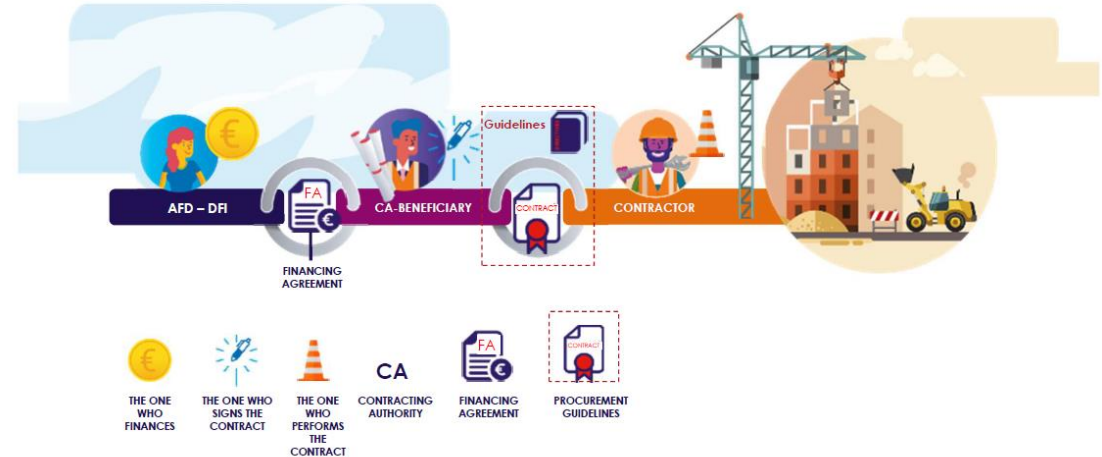 Guidelines
FA
CONTRACT
AFD – DFI
CA-BENEFICIARY
CONTRACTOR
FINANCING
AGREEMENT
FA
CONTRACT
CA
THE ONE
WHO
FINANCES
THE ONE WHO
SIGNS THE
CONTRACT
THE ONE
WHO
PERFORMS
THE
CONTRACT
CONTRACTING
AUTHORITY
FINANCING
AGREEMENT
PROCUREMENT
GUIDELINES